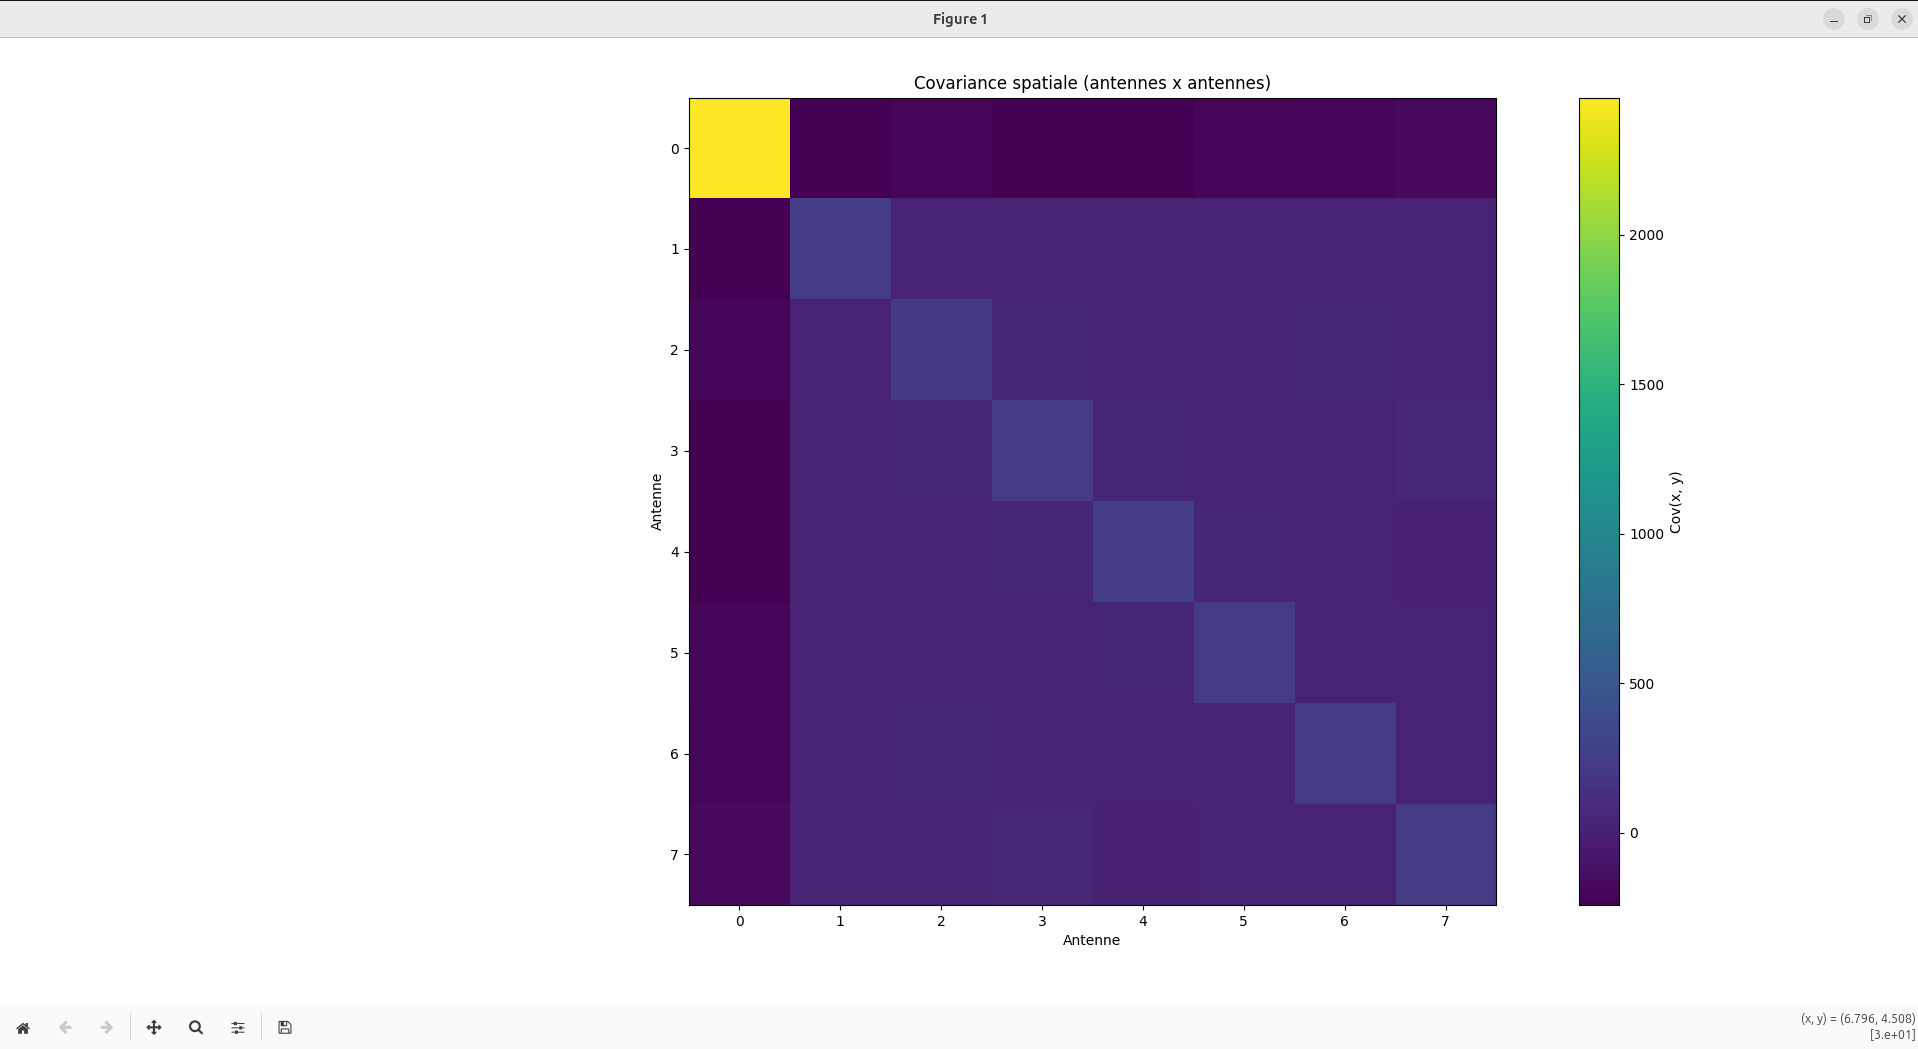 Figure 1
Covariance spatiale (antennes x antennes)
0
1
2
3
4
5
6
7
Antenne
0 1 2 3 4 5 6 7
Antenne
2000
1500
1000
500
0
Cov(x, y)
(x, y) = (6.796, 4.508)
[3.e+01]